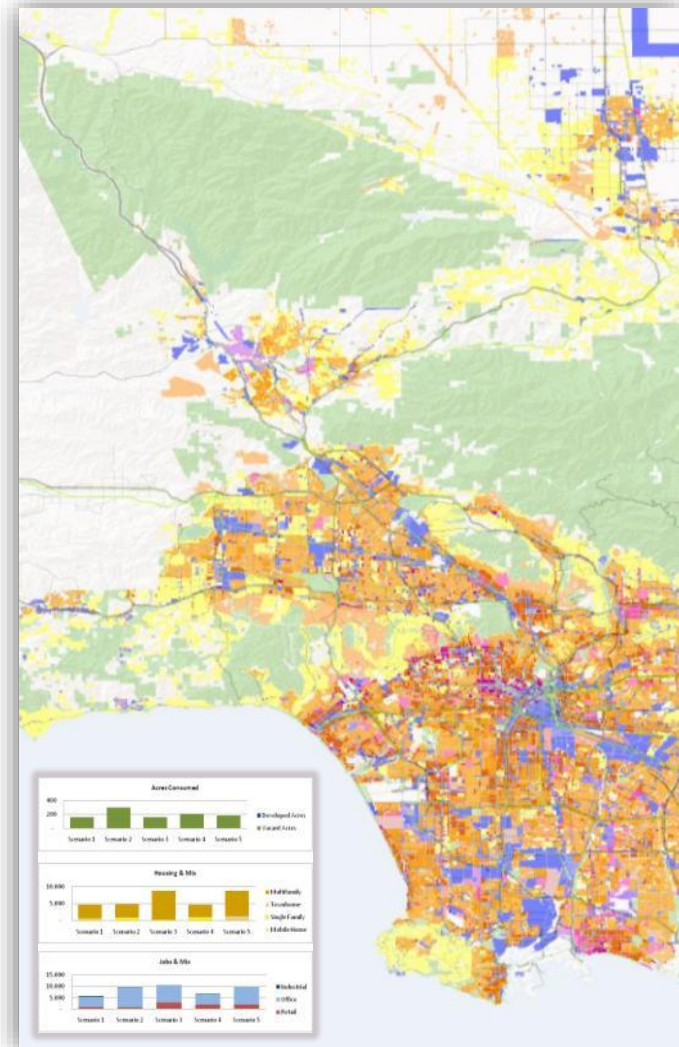 Acres Consumed
400
200
-
Developed Acres
Vacant Acres
Scenario 1 Scenario 2 Scenario 3 Scenario 4 Scenario 5
Housing & Mix
10,000
5,000
-
Multifamily
Townhome
Single Family
Mobile Home
Scenario 1 Scenario 2 Scenario 3 Scenario 4 Scenario 5
Jobs & Mix
15,000
10,000
5,000
-
Industrial
Office
Retail
Scenario 1 Scenario 2 Scenario 3 Scenario 4 Scenario 5